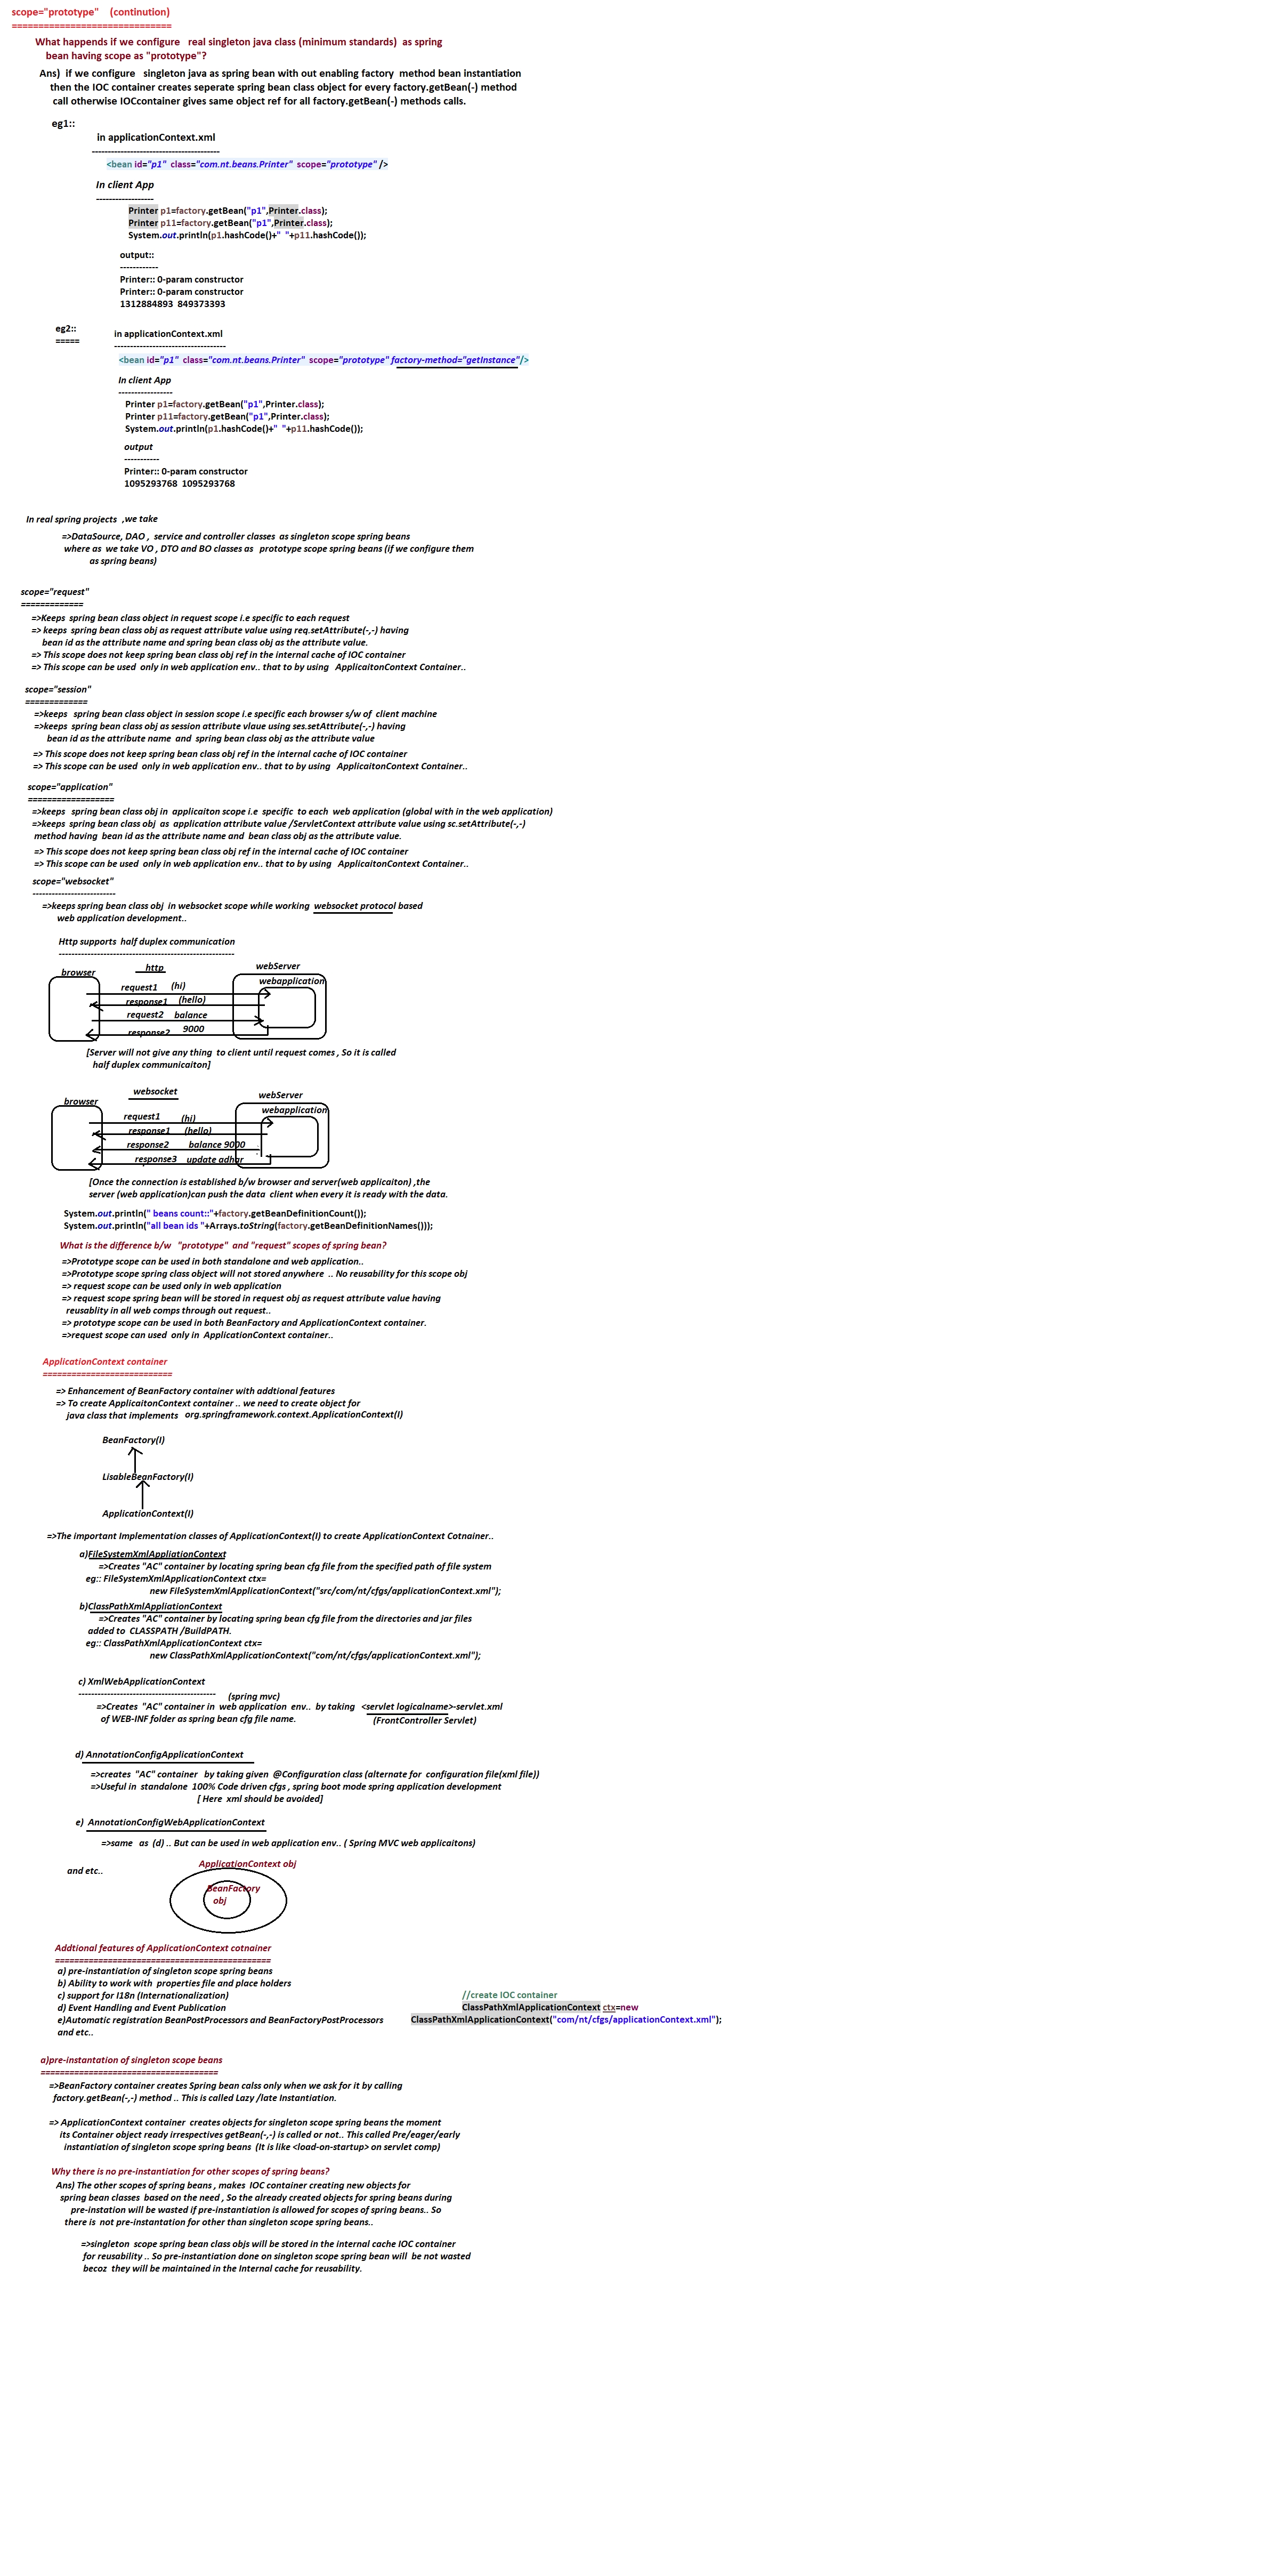 scope="prototype" (continution)
==============================
What happends if we configure real singleton java class (minimum standards) as spring
bean having scope as "prototype"?
Ans) if we configure singleton java as spring bean with out enabling factory method bean instantiation
then the IOC container creates seperate spring bean class object for every factory.getBean(-) method
call otherwise IOCcontainer gives same object ref for all factory.getBean(-) methods calls.
eg1::
in applicationContext.xml
----------------------------------------
<bean id="p1" class="com.nt.beans.Printer" scope="prototype" />
In client App
------------------
Printer p1=factory.getBean("p1",Printer.class);
Printer p11=factory.getBean("p1",Printer.class);
System.out.println(p1.hashCode()+" "+p11.hashCode());
output::
------------
Printer:: 0-param constructor
Printer:: 0-param constructor
1312884893 849373393
eg2::
=====
in applicationContext.xml
-----------------------------------
<bean id="p1" class="com.nt.beans.Printer" scope="prototype" factory-method="getInstance"/>
In client App
-----------------
Printer p1=factory.getBean("p1",Printer.class);
Printer p11=factory.getBean("p1",Printer.class);
System.out.println(p1.hashCode()+" "+p11.hashCode());
output
-----------
Printer:: 0-param constructor
1095293768 1095293768
In real spring projects ,we take
=>DataSource, DAO , service and controller classes as singleton scope spring beans
where as we take VO , DTO and BO classes as prototype scope spring beans (if we configure them
as spring beans)
scope="request"
=============
=>Keeps spring bean class object in request scope i.e specific to each request
=> keeps spring bean class obj as request attribute value using req.setAttribute(-,-) having
bean id as the attribute name and spring bean class obj as the attribute value.
=> This scope does not keep spring bean class obj ref in the internal cache of IOC container
=> This scope can be used only in web application env.. that to by using ApplicaitonContext Container..
scope="session"
=============
=>keeps spring bean class object in session scope i.e specific each browser s/w of client machine
=>keeps spring bean class obj as session attribute vlaue using ses.setAttribute(-,-) having
bean id as the attribute name and spring bean class obj as the attribute value
=> This scope does not keep spring bean class obj ref in the internal cache of IOC container
=> This scope can be used only in web application env.. that to by using ApplicaitonContext Container..
scope="application"
==================
=>keeps spring bean class obj in applicaiton scope i.e specific to each web application (global with in the web application)
=>keeps spring bean class obj as application attribute value /ServletContext attribute value using sc.setAttribute(-,-)
method having bean id as the attribute name and bean class obj as the attribute value.
=> This scope does not keep spring bean class obj ref in the internal cache of IOC container
=> This scope can be used only in web application env.. that to by using ApplicaitonContext Container..
scope="websocket"
--------------------------
=>keeps spring bean class obj in websocket scope while working websocket protocol based
web application development..
Http supports half duplex communication
-------------------------------------------------------
browser http webServer
webapplication
request1 (hi)
response1 (hello)
request2 balance
response2 9000
[Server will not give any thing to client until request comes , So it is called
half duplex communicaiton]
browser websocket webServer
webapplication
request1 (hi)
response1 (hello)
response2 balance 9000
response3 update adhar
[Once the connection is established b/w browser and server(web applicaiton) ,the
server (web application)can push the data client when every it is ready with the data.
System.out.println(" beans count::"+factory.getBeanDefinitionCount());
System.out.println("all bean ids "+Arrays.toString(factory.getBeanDefinitionNames()));
What is the difference b/w "prototype" and "request" scopes of spring bean?
=>Prototype scope can be used in both standalone and web application..
=>Prototype scope spring class object will not stored anywhere .. No reusability for this scope obj
=> request scope can be used only in web application
=> request scope spring bean will be stored in request obj as request attribute value having
reusablity in all web comps through out request..
=> prototype scope can be used in both BeanFactory and ApplicationContext container.
=>request scope can used only in ApplicationContext container..
ApplicationContext container
===========================
=> Enhancement of BeanFactory container with addtional features
=> To create ApplicaitonContext container .. we need to create object for
java class that implements org.springframework.context.ApplicationContext(I)
BeanFactory(I)
LisableBeanFactory(I)
ApplicationContext(I)
=>The important Implementation classes of ApplicationContext(I) to create ApplicationContext Cotnainer..
a)FileSystemXmlAppliationContext
=>Creates "AC" container by locating spring bean cfg file from the specified path of file system
eg:: FileSystemXmlApplicationContext ctx=
new FileSystemXmlApplicationContext("src/com/nt/cfgs/applicationContext.xml");
b)ClassPathXmlAppliationContext
=>Creates "AC" container by locating spring bean cfg file from the directories and jar files
added to CLASSPATH /BuildPATH.
eg:: ClassPathXmlApplicationContext ctx=
new ClassPathXmlApplicationContext("com/nt/cfgs/applicationContext.xml");
c) XmlWebApplicationContext
-------------------------------------------
(spring mvc)
=>Creates "AC" container in web application env.. by taking <servlet logicalname>-servlet.xml
of WEB-INF folder as spring bean cfg file name. (FrontController Servlet)
d) AnnotationConfigApplicationContext
=>creates "AC" container by taking given @Configuration class (alternate for configuration file(xml file))
=>Useful in standalone 100% Code driven cfgs , spring boot mode spring application development
[ Here xml should be avoided]
e) AnnotationConfigWebApplicationContext
=>same as (d) .. But can be used in web application env.. ( Spring MVC web applicaitons)
and etc..
ApplicationContext obj
BeanFactory
obj
Addtional features of ApplicationContext cotnainer
=============================================
a) pre-instantiation of singleton scope spring beans
b) Ability to work with properties file and place holders
c) support for I18n (Internationalization)
d) Event Handling and Event Publication
e)Automatic registration BeanPostProcessors and BeanFactoryPostProcessors
and etc..
//create IOC container
ClassPathXmlApplicationContext ctx=new
ClassPathXmlApplicationContext("com/nt/cfgs/applicationContext.xml");
a)pre-instantation of singleton scope beans
=====================================
=>BeanFactory container creates Spring bean calss only when we ask for it by calling
factory.getBean(-,-) method .. This is called Lazy /late Instantiation.
=> ApplicationContext container creates objects for singleton scope spring beans the moment
its Container object ready irrespectives getBean(-,-) is called or not.. This called Pre/eager/early
instantiation of singleton scope spring beans (It is like <load-on-startup> on servlet comp)
Why there is no pre-instantiation for other scopes of spring beans?
Ans) The other scopes of spring beans , makes IOC container creating new objects for
spring bean classes based on the need , So the already created objects for spring beans during
pre-instation will be wasted if pre-instantiation is allowed for scopes of spring beans.. So
there is not pre-instantation for other than singleton scope spring beans..
=>singleton scope spring bean class objs will be stored in the internal cache IOC container
for reusability .. So pre-instantiation done on singleton scope spring bean will be not wasted
becoz they will be maintained in the Internal cache for reusability.